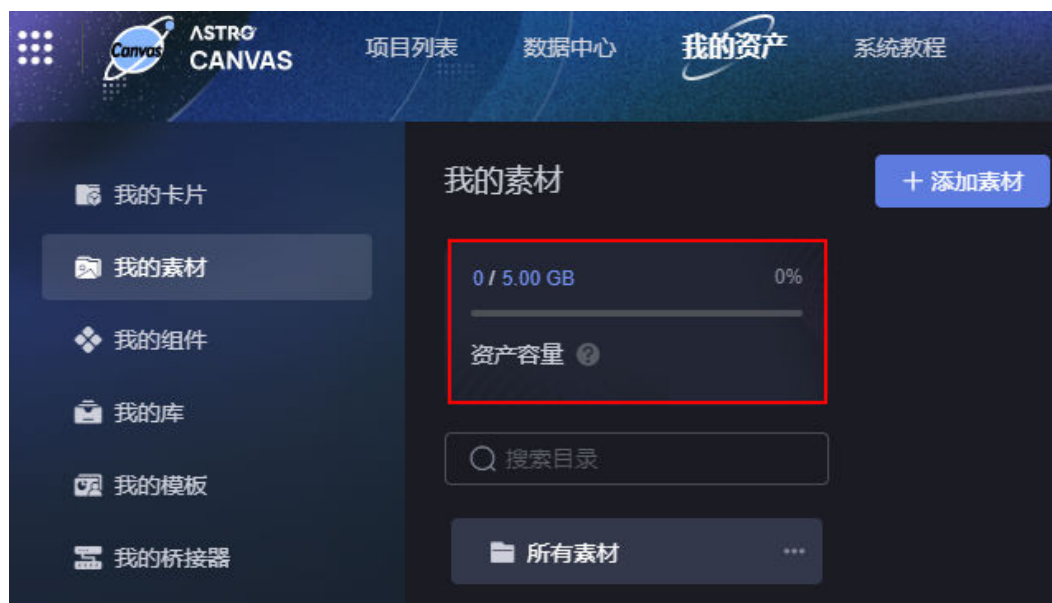 Canvas
ASTRO
CANVAS
项目列表
数据中心
我的资产
系统教程
我的卡片
我的素材
我的组件
我的库
我的模板
我的桥接器
我的素材
+ 添加素材
0 / 5.00 GB
0%
资产容量 ?
搜索目录
所有素材 ...